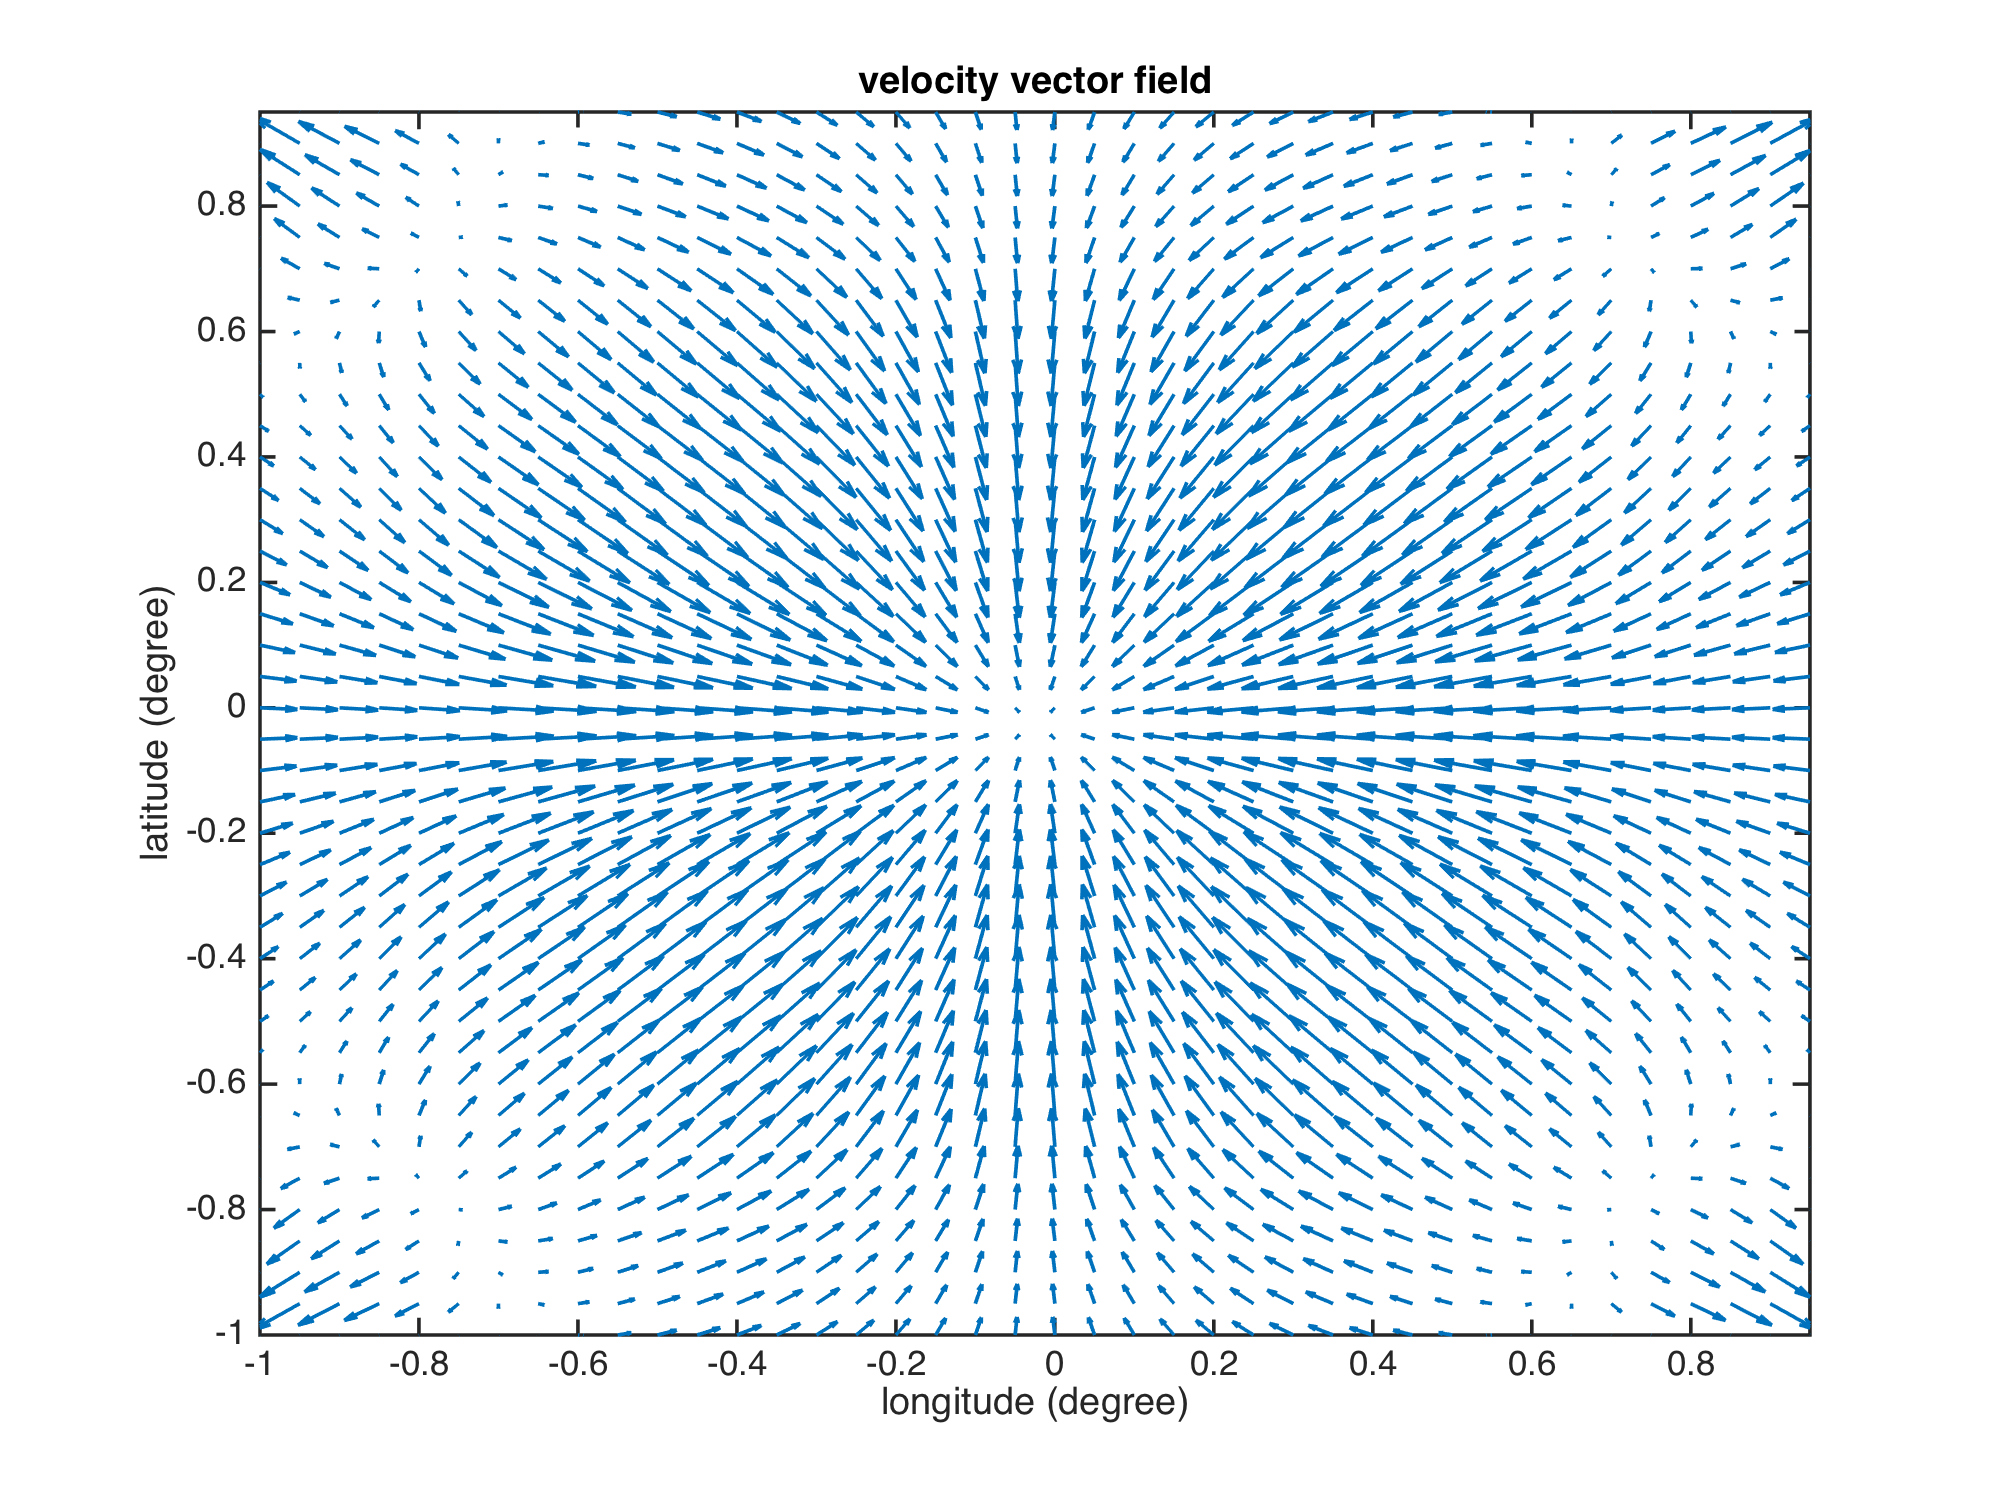 velocity vector field
0.8
0.6
0.4
0.2
0
-0.2
-0.4
-0.6
-0.8
-1
latitude (degree)
-1 -0.8 -0.6 -0.4 -0.2 0 0.2 0.4 0.6 0.8
longitude (degree)